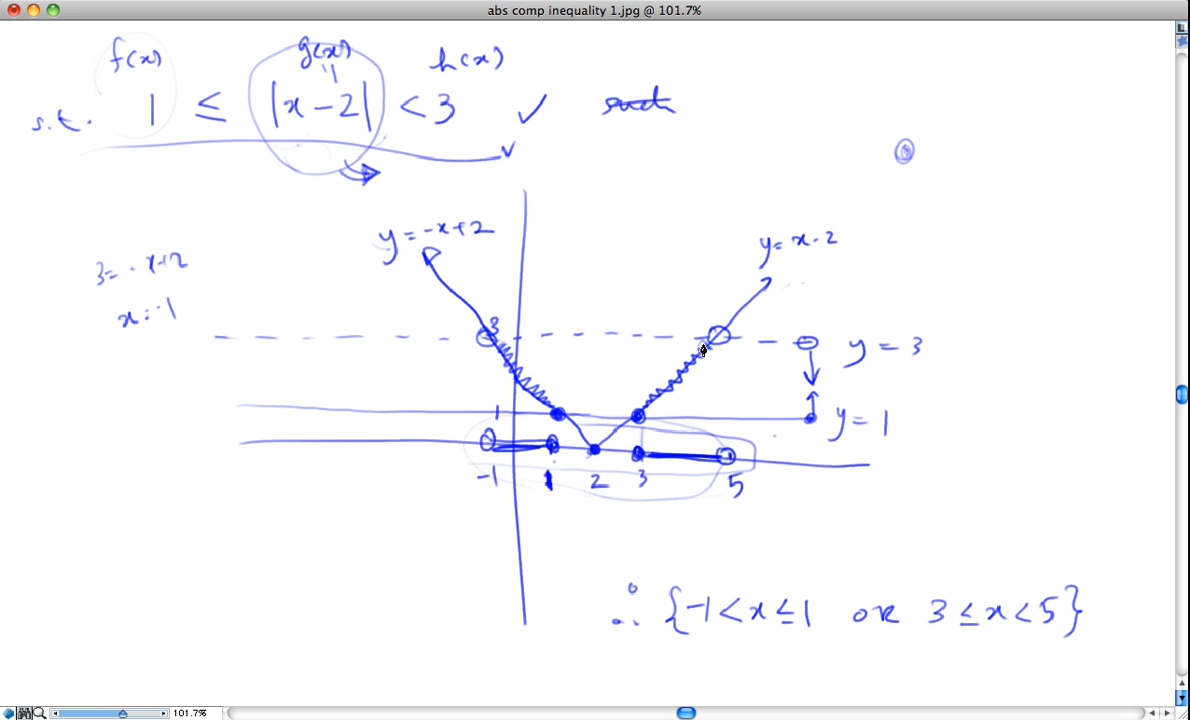 abs comp inequality 1.jpg @ 101.7%
f(x) g(x) h(x)
=
s.t. 1 ≤ |x-2| < 3 ✓
y=-x+2
y=x-2
3=-x+2
x=-1
3
y=3
1
y=1
-1 1 2 3 5
∴ {-1<x≤1 or 3≤x<5}
101.7%